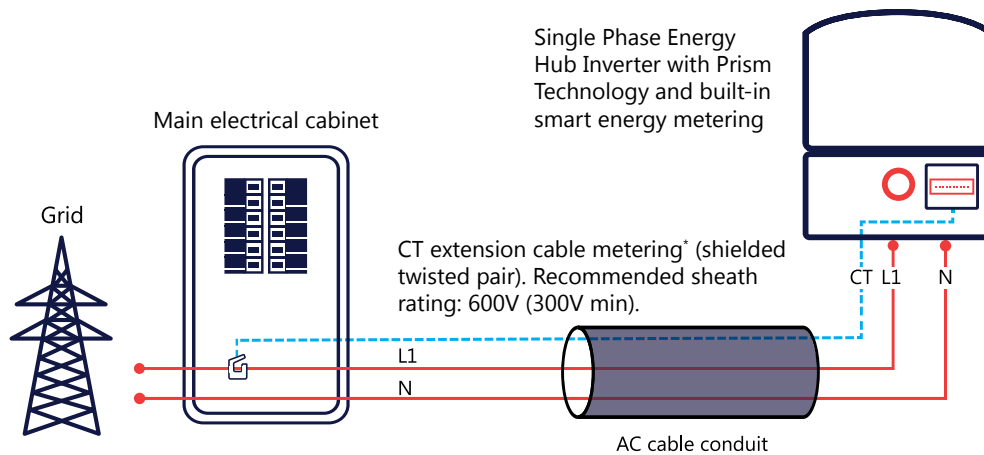 Single Phase Energy
Hub Inverter with Prism
Technology and built-in
smart energy metering
Main electrical cabinet
Grid
CT extension cable metering* (shielded
twisted pair). Recommended sheath
rating: 600V (300V min).
CT L1 N
L1
N
AC cable conduit